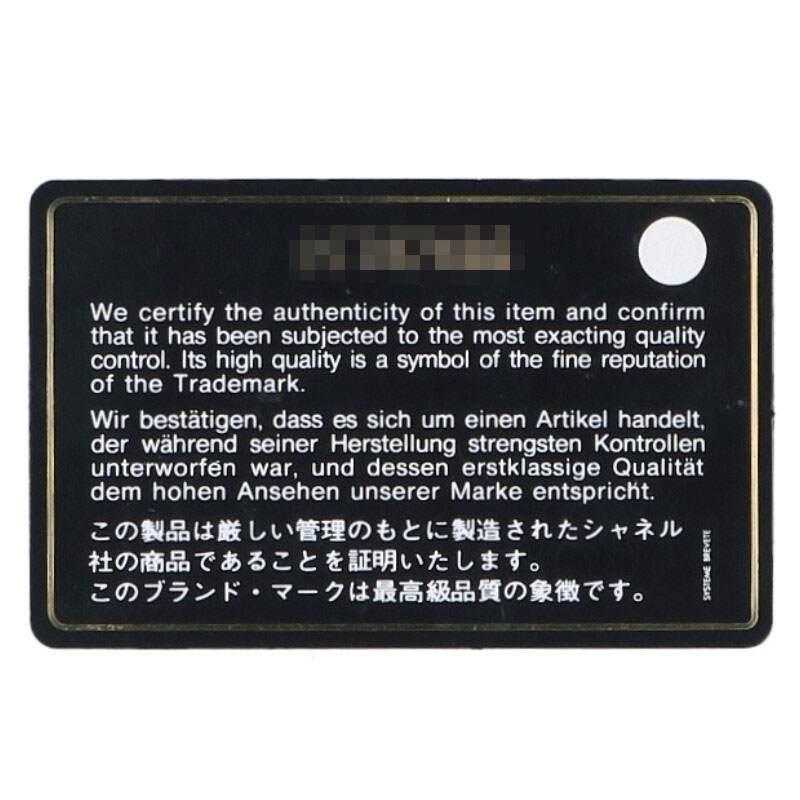 We certify the authenticity of this item and confirm
that it has been subjected to the most exacting quality
control. Its high quality is a symbol of the fine reputation
of the Trademark.
Wir bestätigen, dass es sich um einen Artikel handelt,
der während seiner Herstellung strengsten Kontrollen
unterworfen war, und dessen erstklassige Qualität
dem hohen Ansehen unserer Marke entspricht.
この製品は厳しい管理のもとに製造されたシャネル
社の商品であることを証明いたします。
このブランド・マークは最高級品質の象徴です。
SYSTEME BREVETE